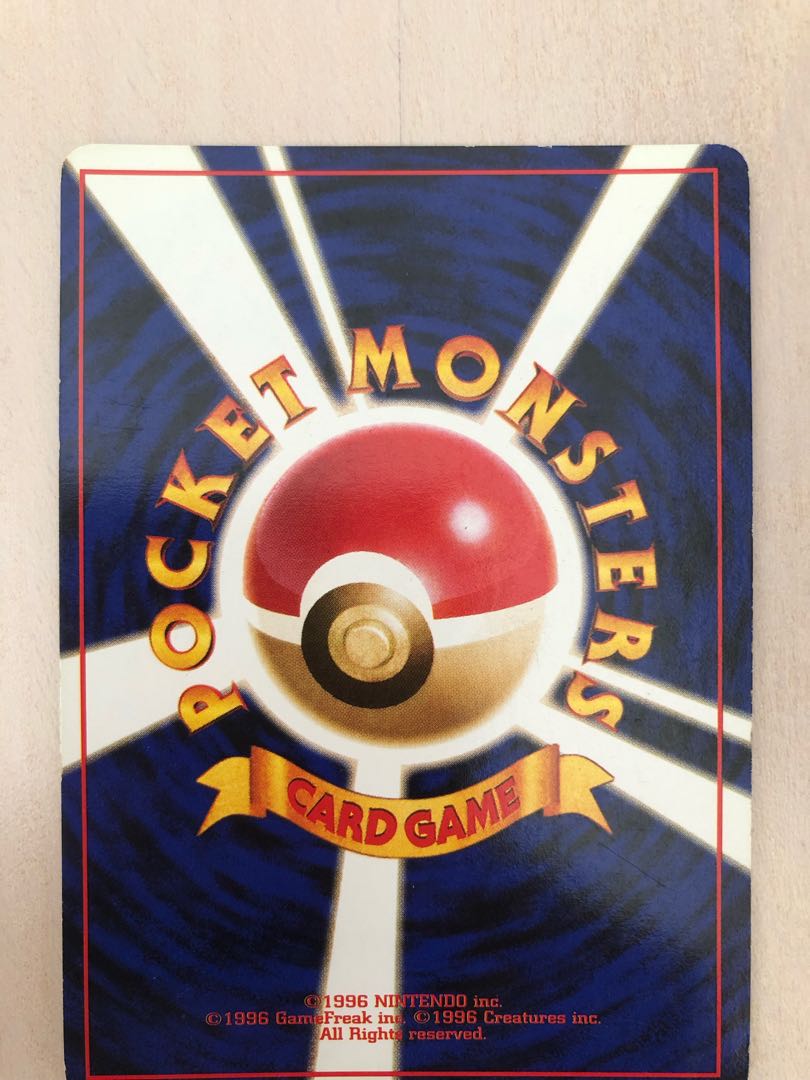 POCKET MONSTERS
CARD GAME
©1996 NINTENDO inc.
©1996 GameFreak inc. ©1996 Creatures inc.
All Rights reserved.